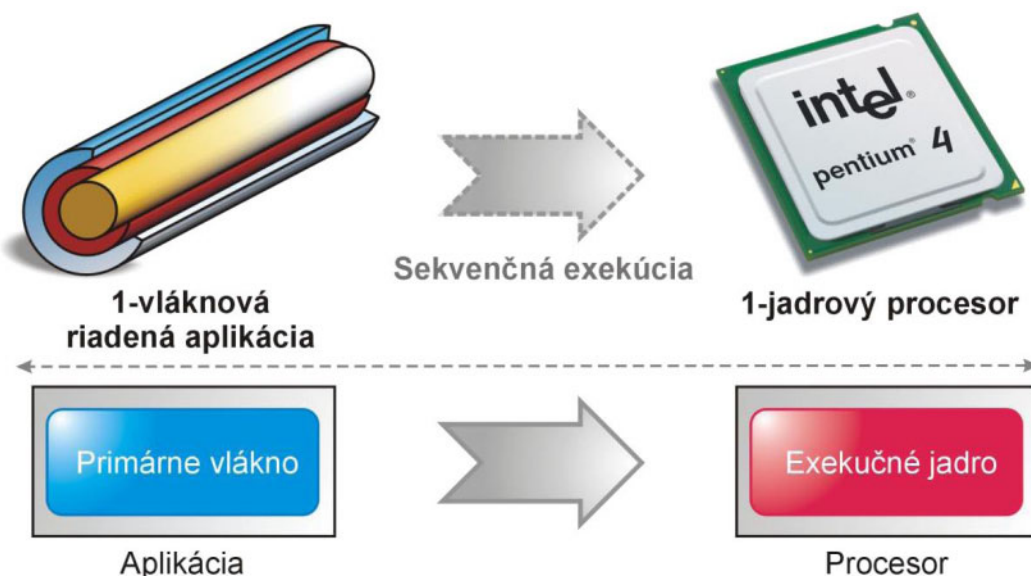 intel®
pentium® 4
Sekvenčná exekúcia
1-vláknová
riadená aplikácia
1-jadrový procesor
Primárne vlákno
Exekučné jadro
Aplikácia
Procesor